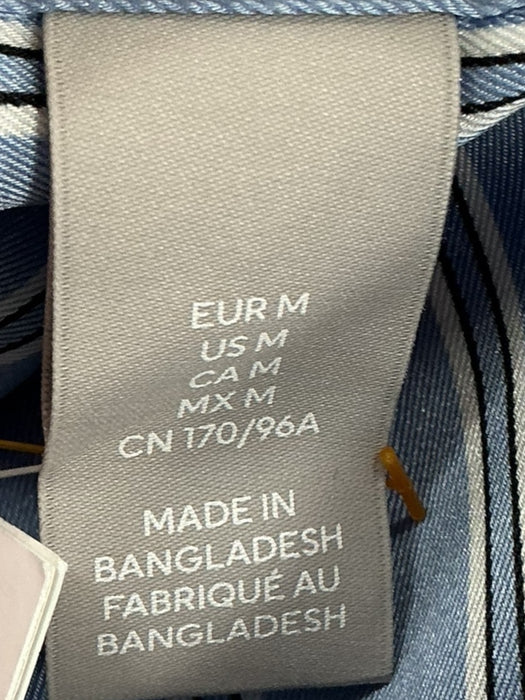 EUR M
US M
CA M
MX M
CN 170/96A
MADE IN
BANGLADESH
FABRIQUÉ AU
BANGLADESH